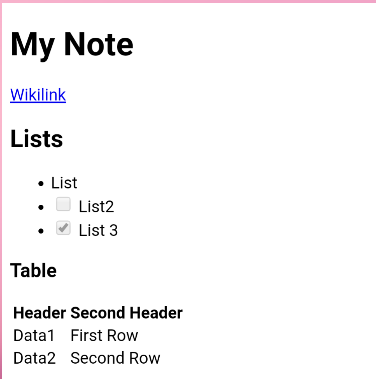 My Note
Wikilink
Lists
List
List2
List 3
Table
Header Second Header
Data1 First Row
Data2 Second Row